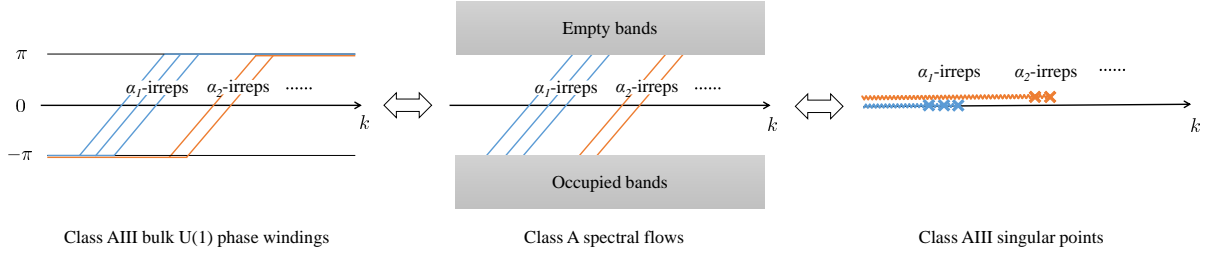 π
0
−π
α₁-irreps
α₂-irreps
······
k
Class AIII bulk U(1) phase windings
Empty bands
α₁-irreps
α₂-irreps
······
k
Occupied bands
Class A spectral flows
α₁-irreps
α₂-irreps
······
k
Class AIII singular points